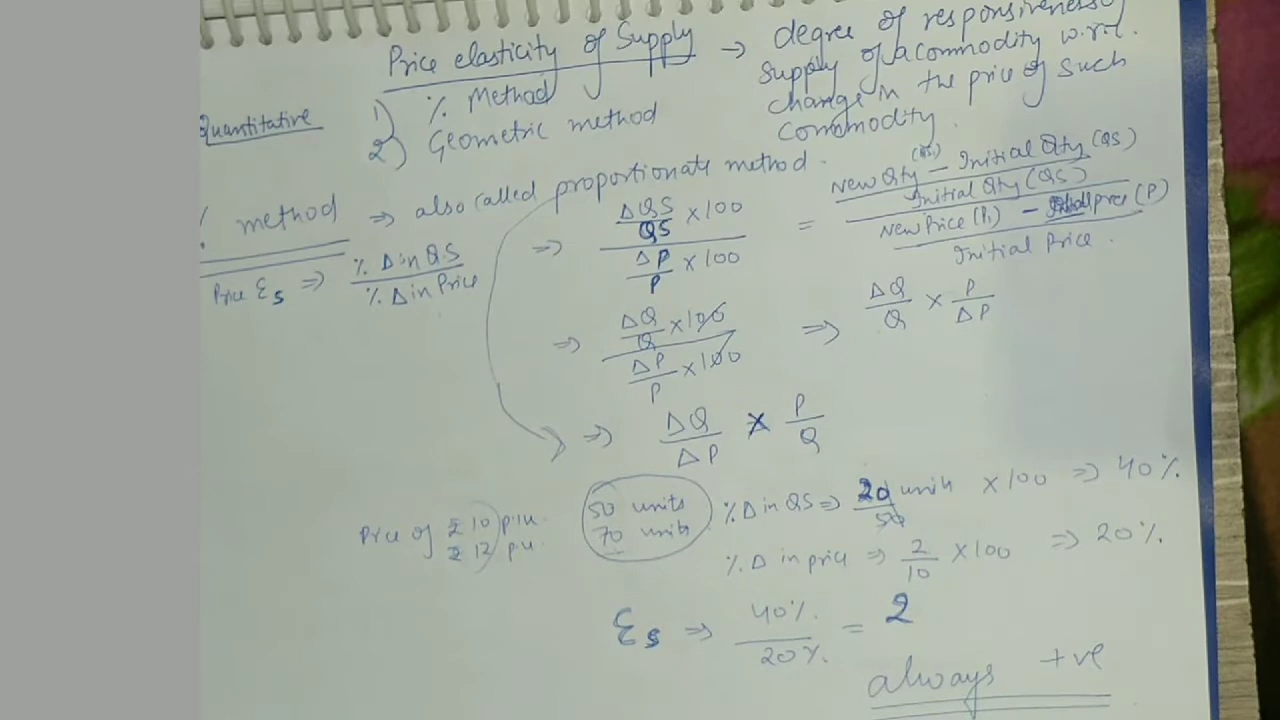 Price elasticity of Supply → degree of responsiveness of
supply of a commodity w.r.t.
change in the price of such
commodity.
Quantitative
1) % Method
2) Geometric method
% method ⇒ also called proportionate method.
Price Es ⇒ % Δ in QS / % Δ in Price ⇒ ΔQS/QS × 100 / ΔP/P × 100 = New Qty (QS1) – Initial Qty (QS) / Initial Qty (QS) / New Price (P1) – Initial price (P) / Initial Price.
⇒ ΔQ/Q × 100 / ΔP/P × 100 ⇒ ΔQ/Q × P/ΔP
⇒ ΔQ/ΔP × P/Q
Price of ₹ 10 p.u. 50 units % Δ in QS ⇒ 20 units/50 × 100 ⇒ 40%
₹ 12 p.u. 70 units
% Δ in price ⇒ 2/10 × 100 ⇒ 20%
Es ⇒ 40%/20% = 2
always +ve